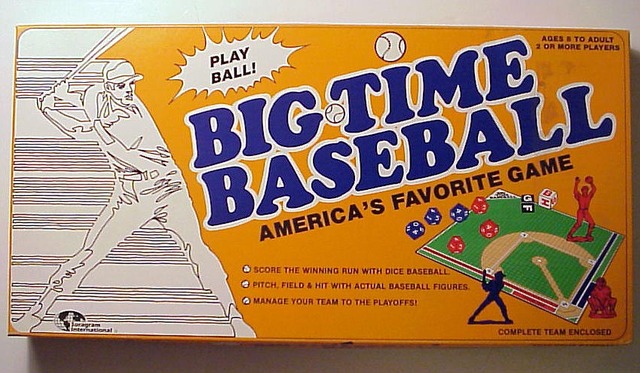 PLAY
BALL!
AGES 8 TO ADULT
2 OR MORE PLAYERS
BIG TIME
BASEBALL
AMERICA'S FAVORITE GAME
SCORE THE WINNING RUN WITH DICE BASEBALL.
PITCH, FIELD & HIT WITH ACTUAL BASEBALL FIGURES.
MANAGE YOUR TEAM TO THE PLAYOFFS!
International
COMPLETE TEAM ENCLOSED